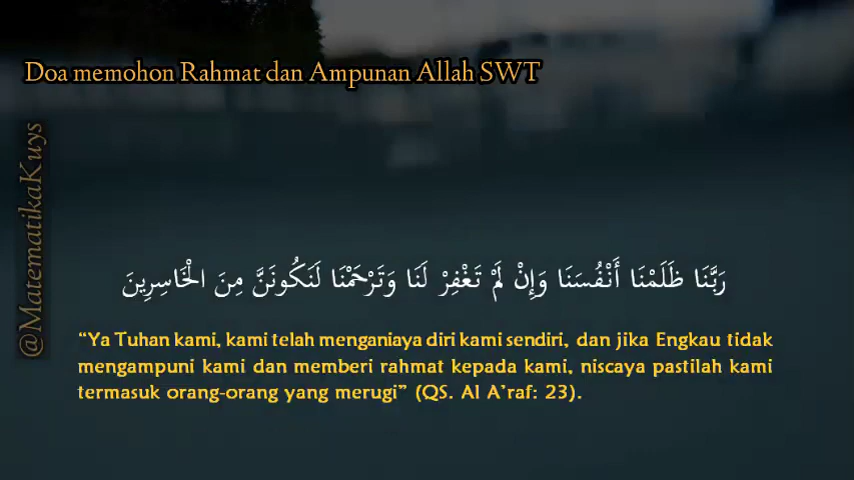 Doa memohon Rahmat dan Ampunan Allah SWT
@MatematikaKuys
رَبَّنَا ظَلَمْنَا أَنْفُسَنَا وَإِنْ لَمْ تَغْفِرْ لَنَا وَتَرْحَمْنَا لَنَكُونَنَّ مِنَ الْخَاسِرِينَ
“Ya Tuhan kami, kami telah menganiaya diri kami sendiri, dan jika Engkau tidak
mengampuni kami dan memberi rahmat kepada kami, niscaya pastilah kami
termasuk orang-orang yang merugi” (QS. Al A’raf: 23).